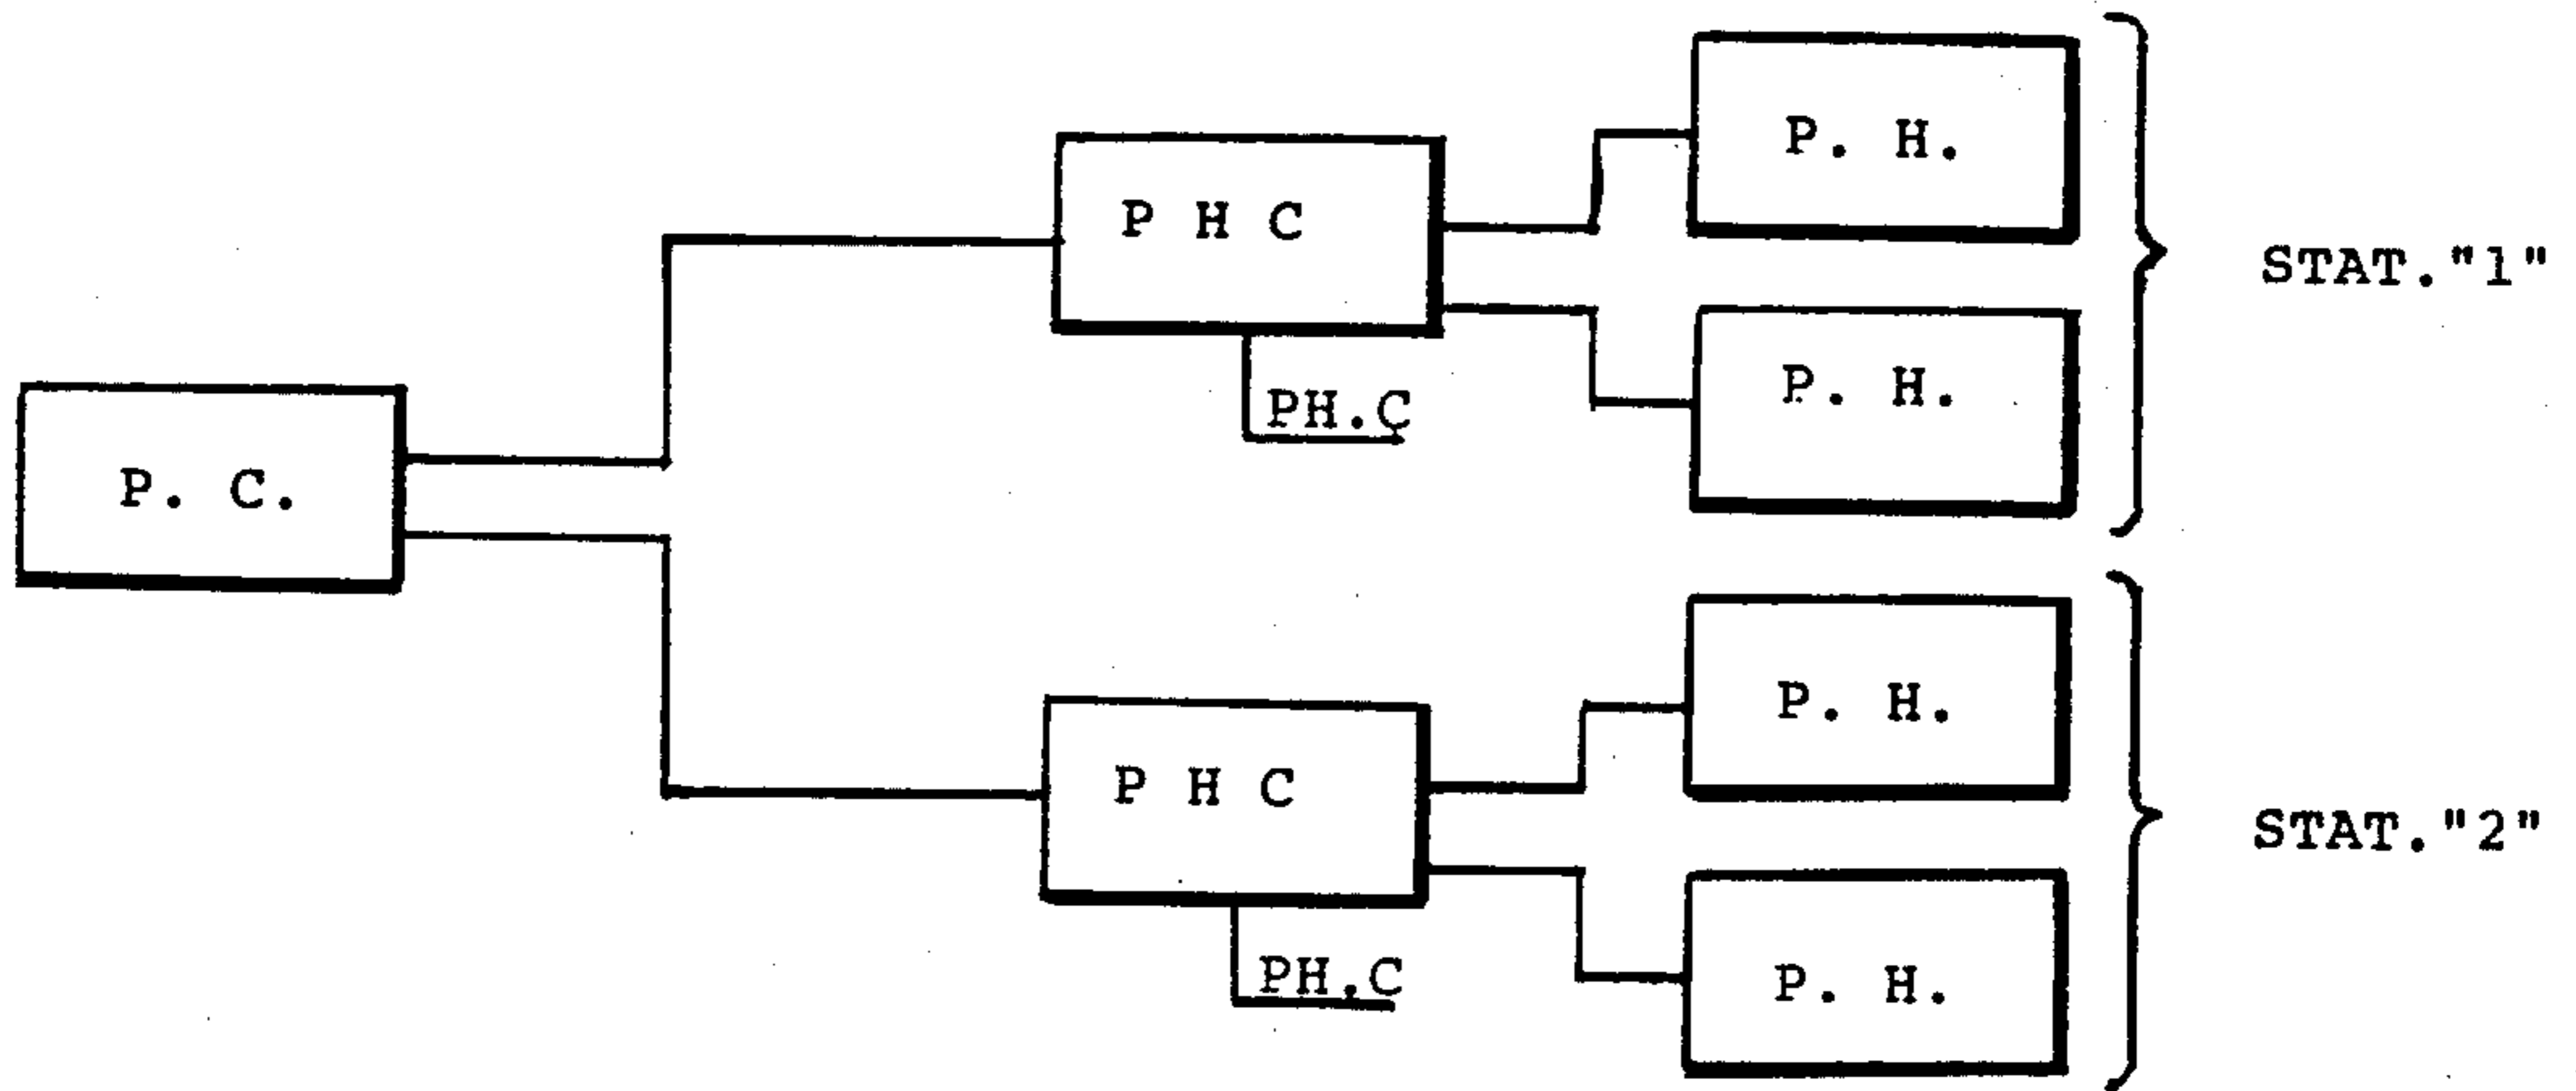 P. H.
P H C
STAT."1"
P. H.
PH.C
P. C.
P. H.
P H C
STAT."2"
PH.C
P. H.